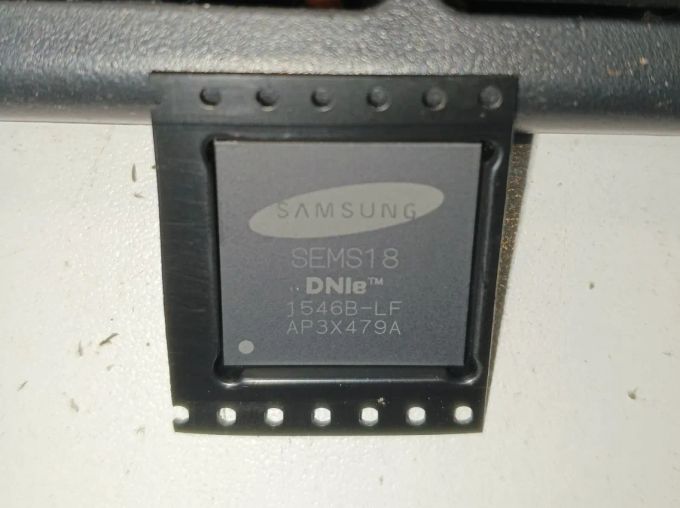 SAMSUNG
SEMS18
DNIe™
1546B-LF
AP3X479A